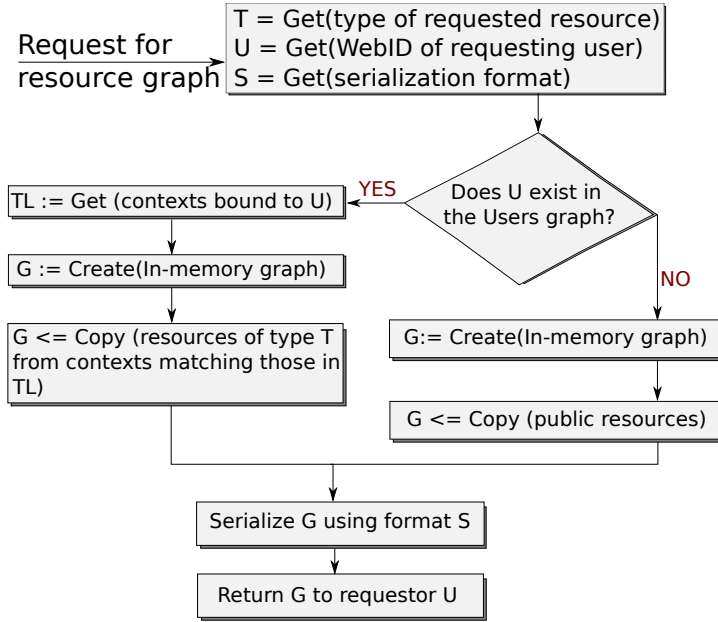 Request for
resource graph
T = Get(type of requested resource)
U = Get(WebID of requesting user)
S = Get(serialization format)
Does U exist in
the Users graph?
YES
NO
TL := Get (contexts bound to U)
G := Create(In-memory graph)
G <= Copy (resources of type T
from contexts matching those in
TL)
G:= Create(In-memory graph)
G <= Copy (public resources)
Serialize G using format S
Return G to requestor U